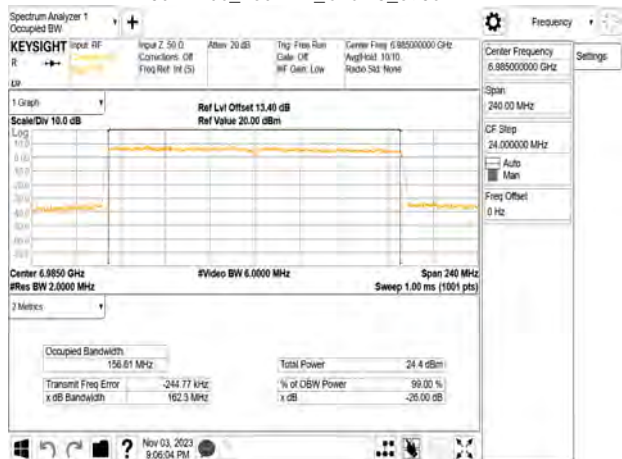 Spectrum Analyzer 1
Occupied BW
Frequency
KEYSIGHT
Input: RF
Input Z: 50 Ω
Atten: 20 dB
Trig: Free Run
Center Freq: 6.985000000 GHz
R
Corrections: Off
Gate: Off
Avg|Hold: 10/10
Freq Ref: Int (S)
#IF Gain: Low
Radio Std: None
Center Frequency
6.985000000 GHz
Settings
Span
240.00 MHz
CF Step
24.000000 MHz
Auto
Man
Freq Offset
0 Hz
1 Graph
Ref Lvl Offset 13.40 dB
Scale/Div 10.0 dB
Ref Value 20.00 dBm
Log
10.0
0.00
Center 6.9850 GHz
#Video BW 6.0000 MHz
Span 240 MHz
#Res BW 2.0000 MHz
Sweep 1.00 ms (1001 pts)
2 Metrics
Occupied Bandwidth
156.61 MHz
Total Power
24.4 dBm
Transmit Freq Error
-244.77 kHz
% of OBW Power
99.00 %
x dB Bandwidth
162.3 MHz
x dB
-26.00 dB
Nov 03, 2023
9:06:04 PM